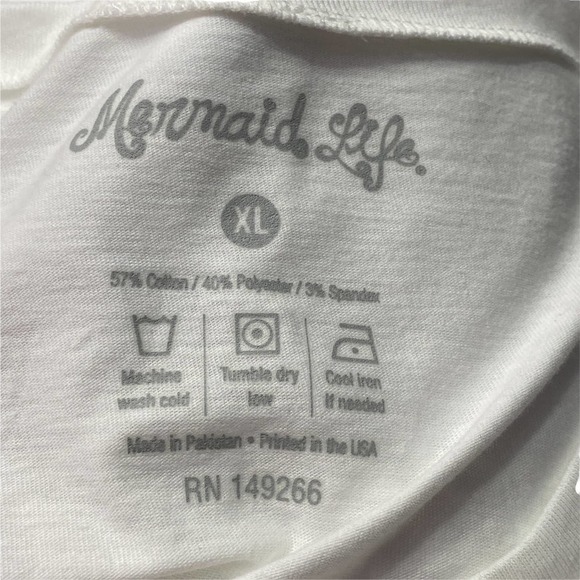 Mermaid Life.
XL
57% Cotton / 40% Polyester / 3% Spandex
Machine wash cold
Tumble dry low
Cool iron If needed
Made in Pakistan • Printed in the USA
RN 149266